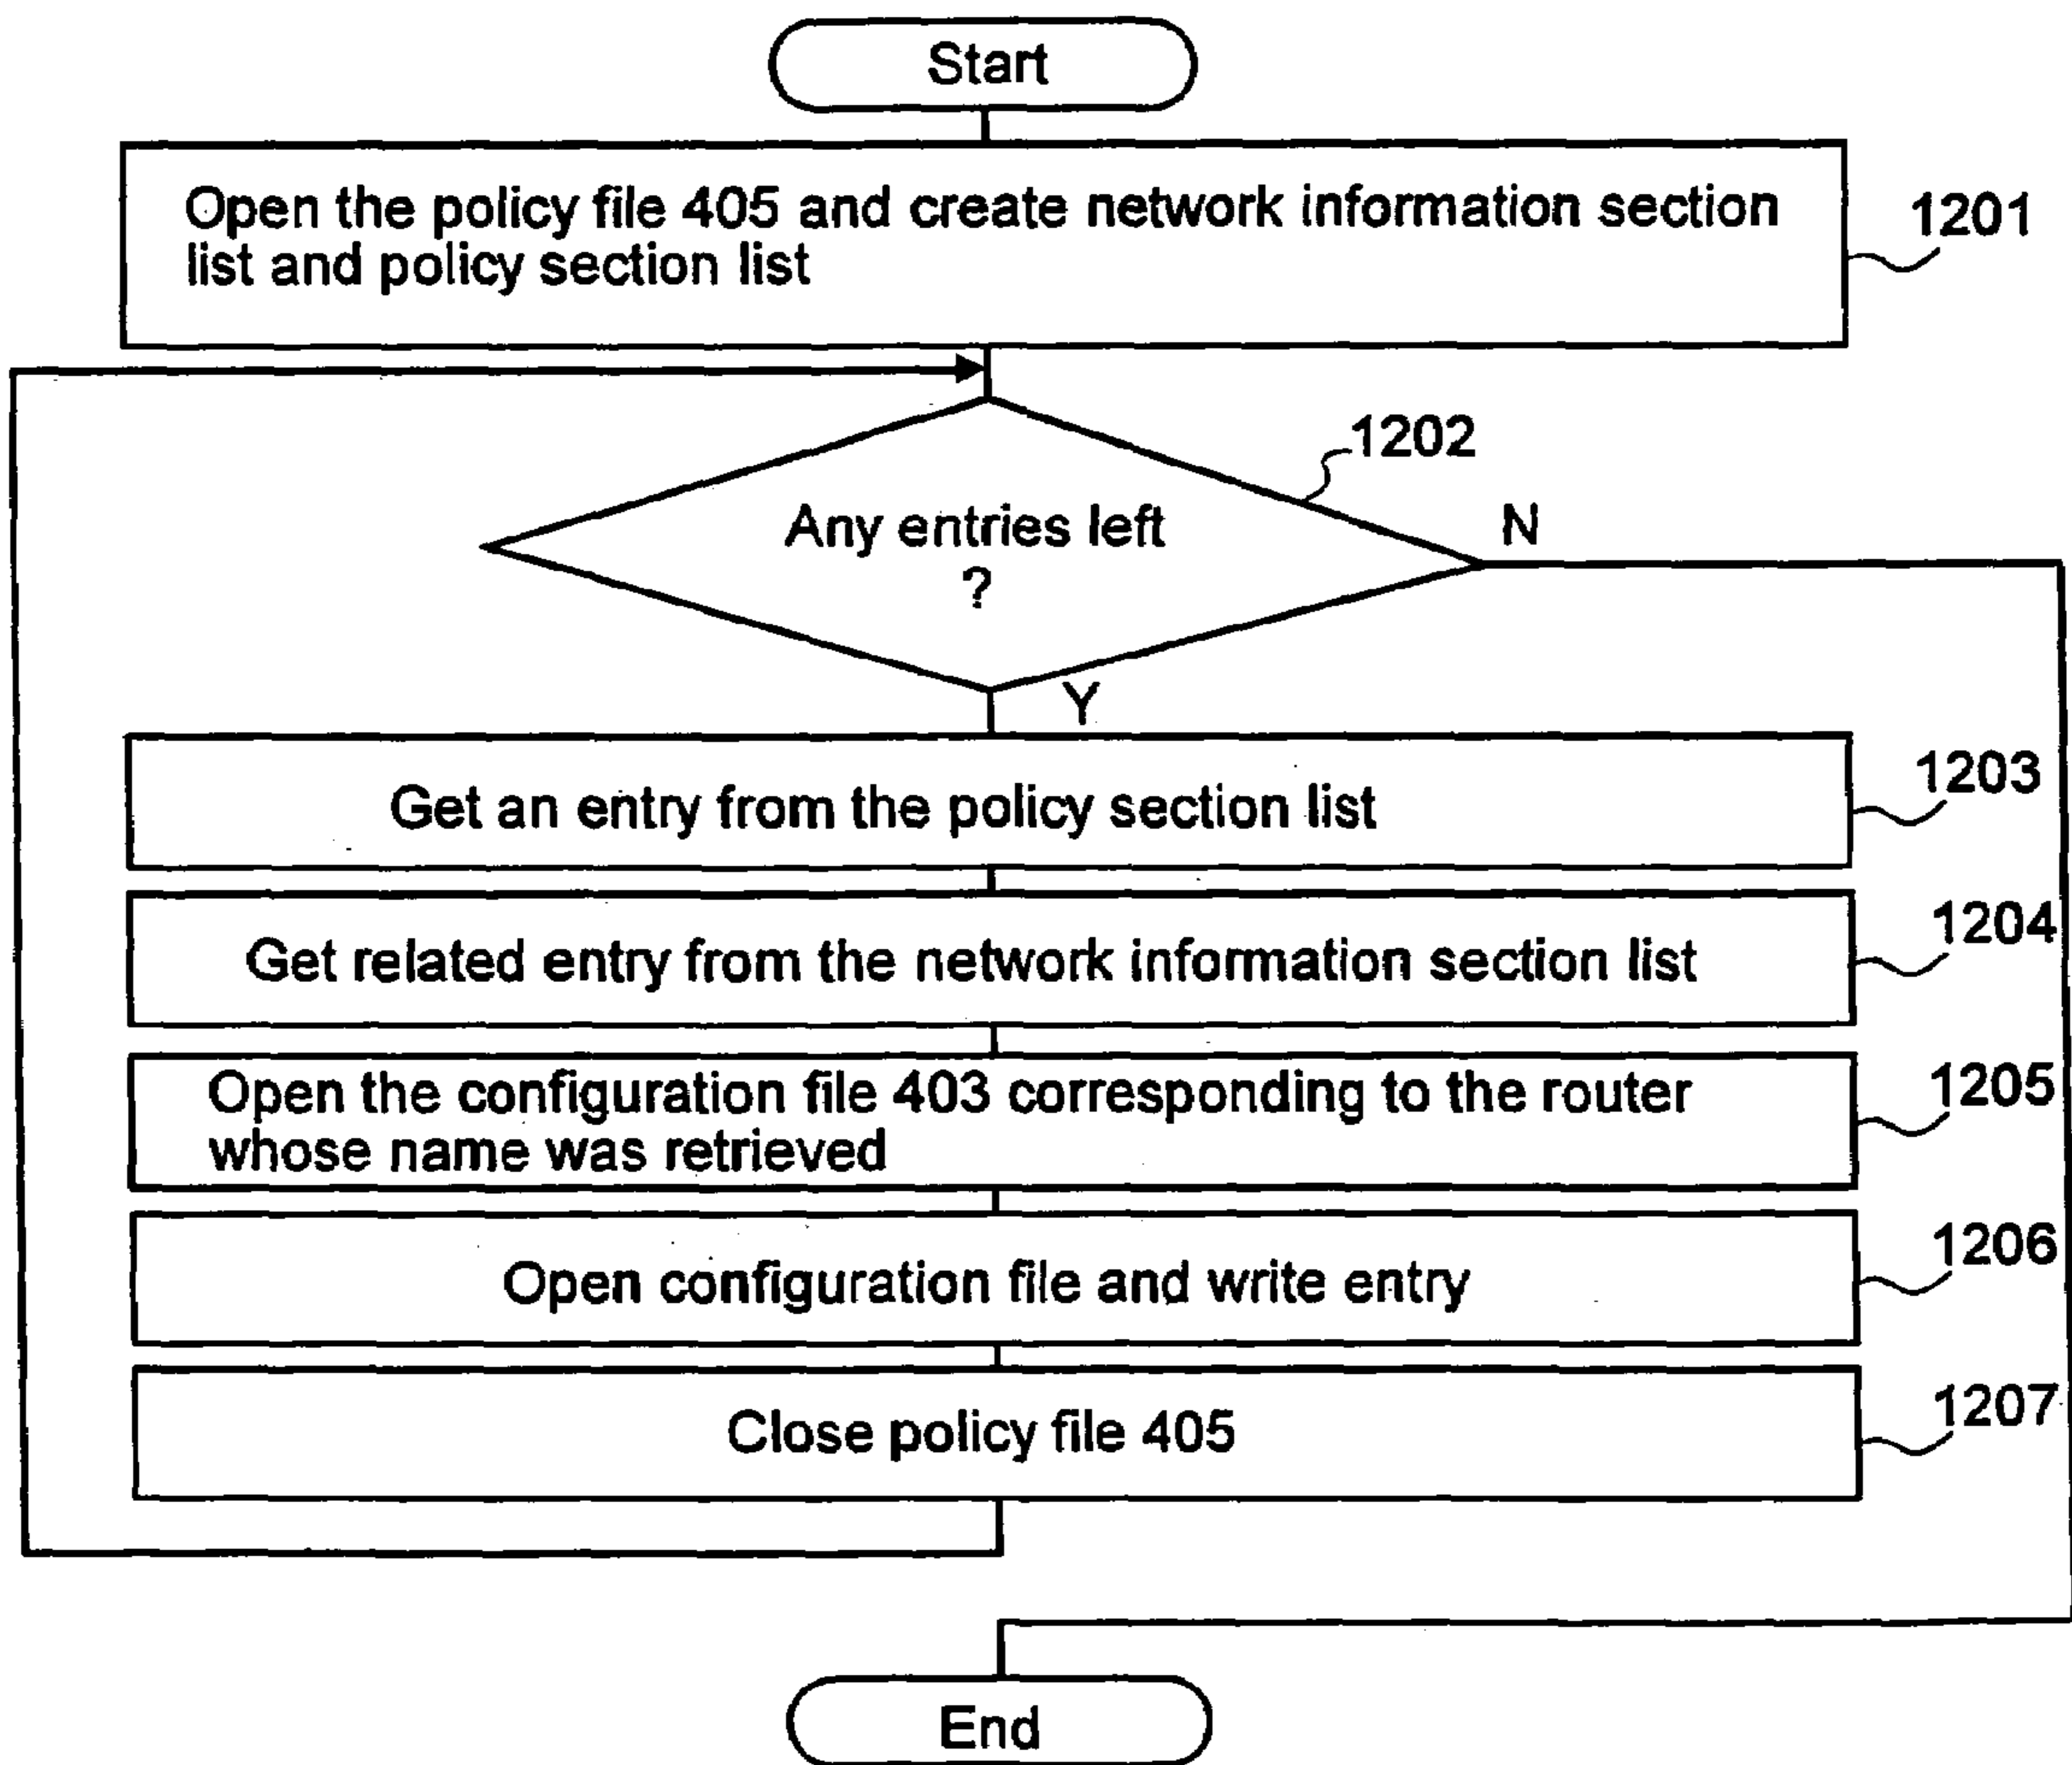 Start
Open the policy file 405 and create network information section
list and policy section list
1201
1202
Any entries left
?
N
Y
Get an entry from the policy section list
1203
Get related entry from the network information section list
1204
Open the configuration file 403 corresponding to the router
whose name was retrieved
1205
Open configuration file and write entry
1206
Close policy file 405
1207
End